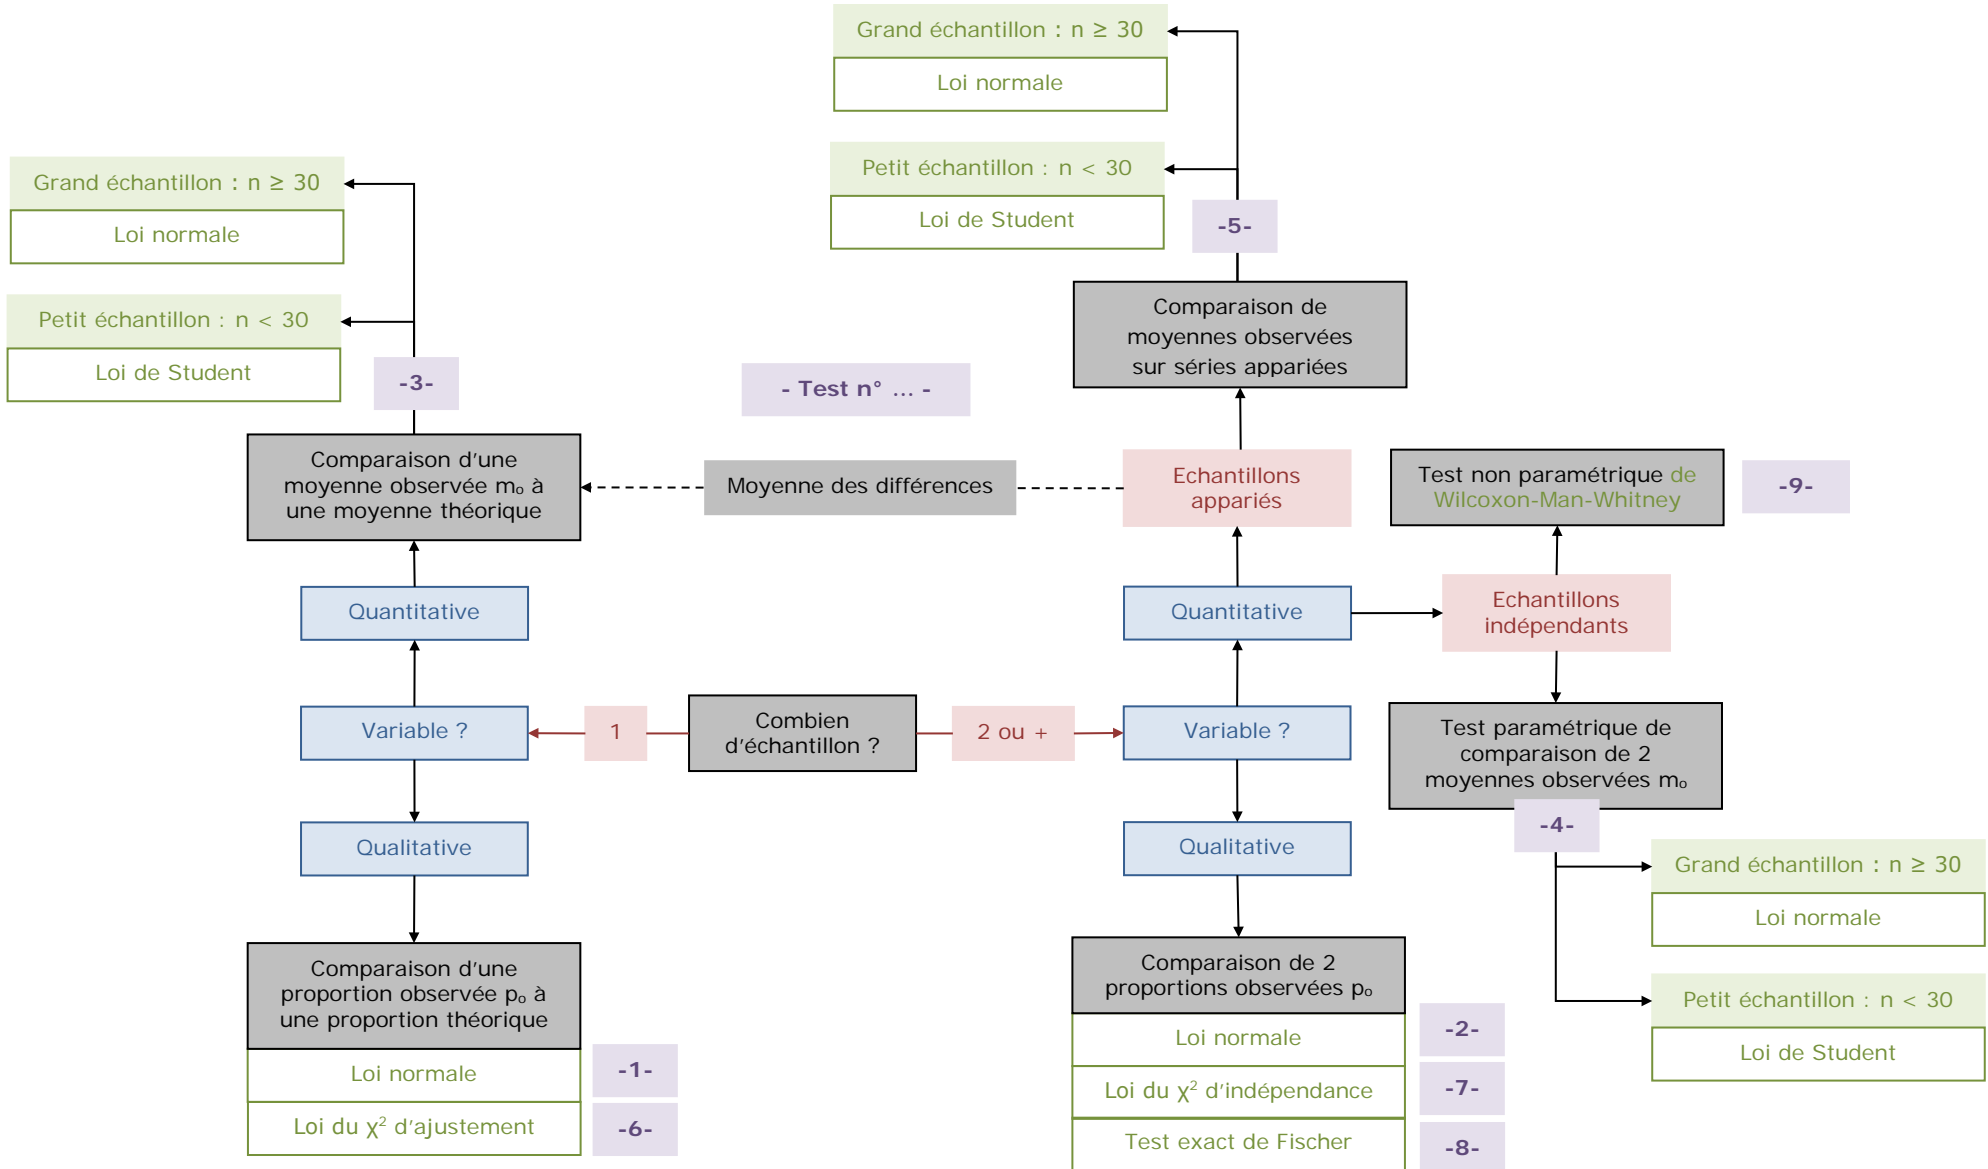 Grand échantillon : n ≥ 30
Loi normale
Petit échantillon : n < 30
Loi de Student
-5-
Grand échantillon : n ≥ 30
Loi normale
Petit échantillon : n < 30
Loi de Student
-3-
Comparaison de
moyennes observées
sur séries appariées
- Test n° ... -
Comparaison d'une
moyenne observée mₒ à
une moyenne théorique
Moyenne des différences
Echantillons
appariés
Test non paramétrique de
Wilcoxon-Man-Whitney
-9-
Quantitative
Quantitative
Echantillons
indépendants
Variable ?
1
Combien
d'échantillon ?
2 ou +
Variable ?
Test paramétrique de
comparaison de 2
moyennes observées mₒ
-4-
Qualitative
Qualitative
Grand échantillon : n ≥ 30
Loi normale
Petit échantillon : n < 30
Loi de Student
Comparaison d'une
proportion observée pₒ à
une proportion théorique
Loi normale
-1-
Loi du χ² d'ajustement
-6-
Comparaison de 2
proportions observées pₒ
Loi normale
-2-
Loi du χ² d'indépendance
-7-
Test exact de Fischer
-8-